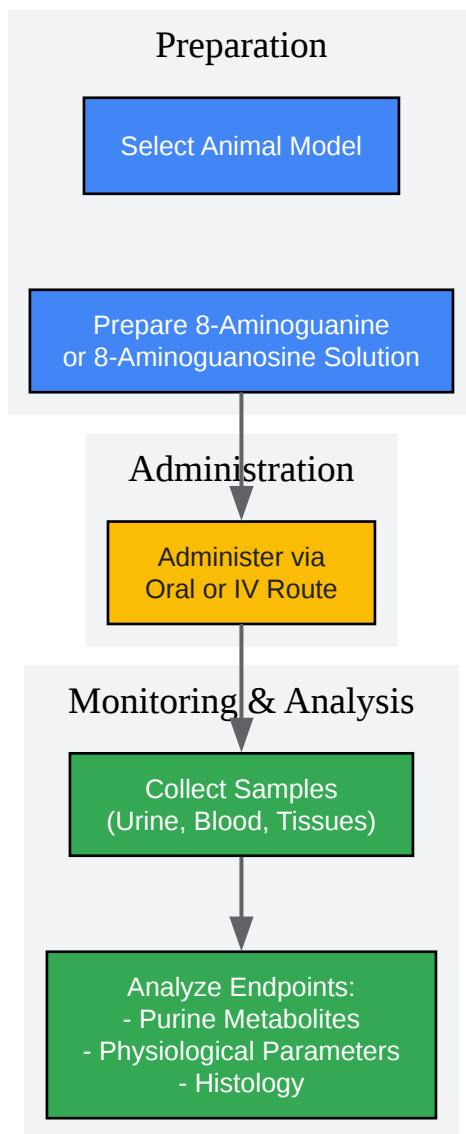 Preparation
Select Animal Model
Prepare 8-Aminoguanine
or 8-Aminoguanosine Solution
Administration
Administer via
Oral or IV Route
Monitoring & Analysis
Collect Samples
(Urine, Blood, Tissues)
Analyze Endpoints:
- Purine Metabolites
- Physiological Parameters
- Histology